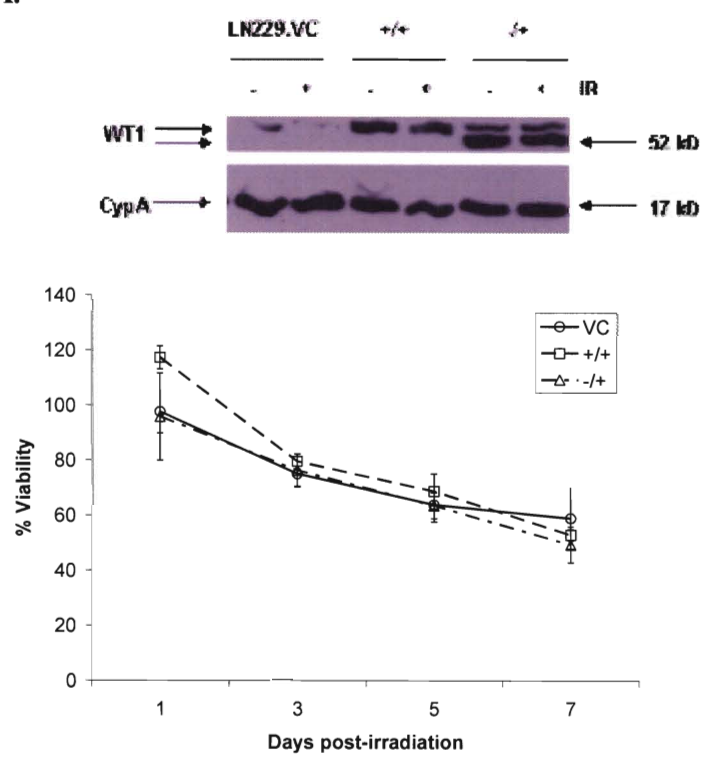 LN229.VC +/+ -/+
- + - + - + IR
WT1
52 kD
CypA
17 kD
140
120
100
80
60
40
20
0
% Viability
VC
+/+
-/+
1 3 5 7
Days post-irradiation